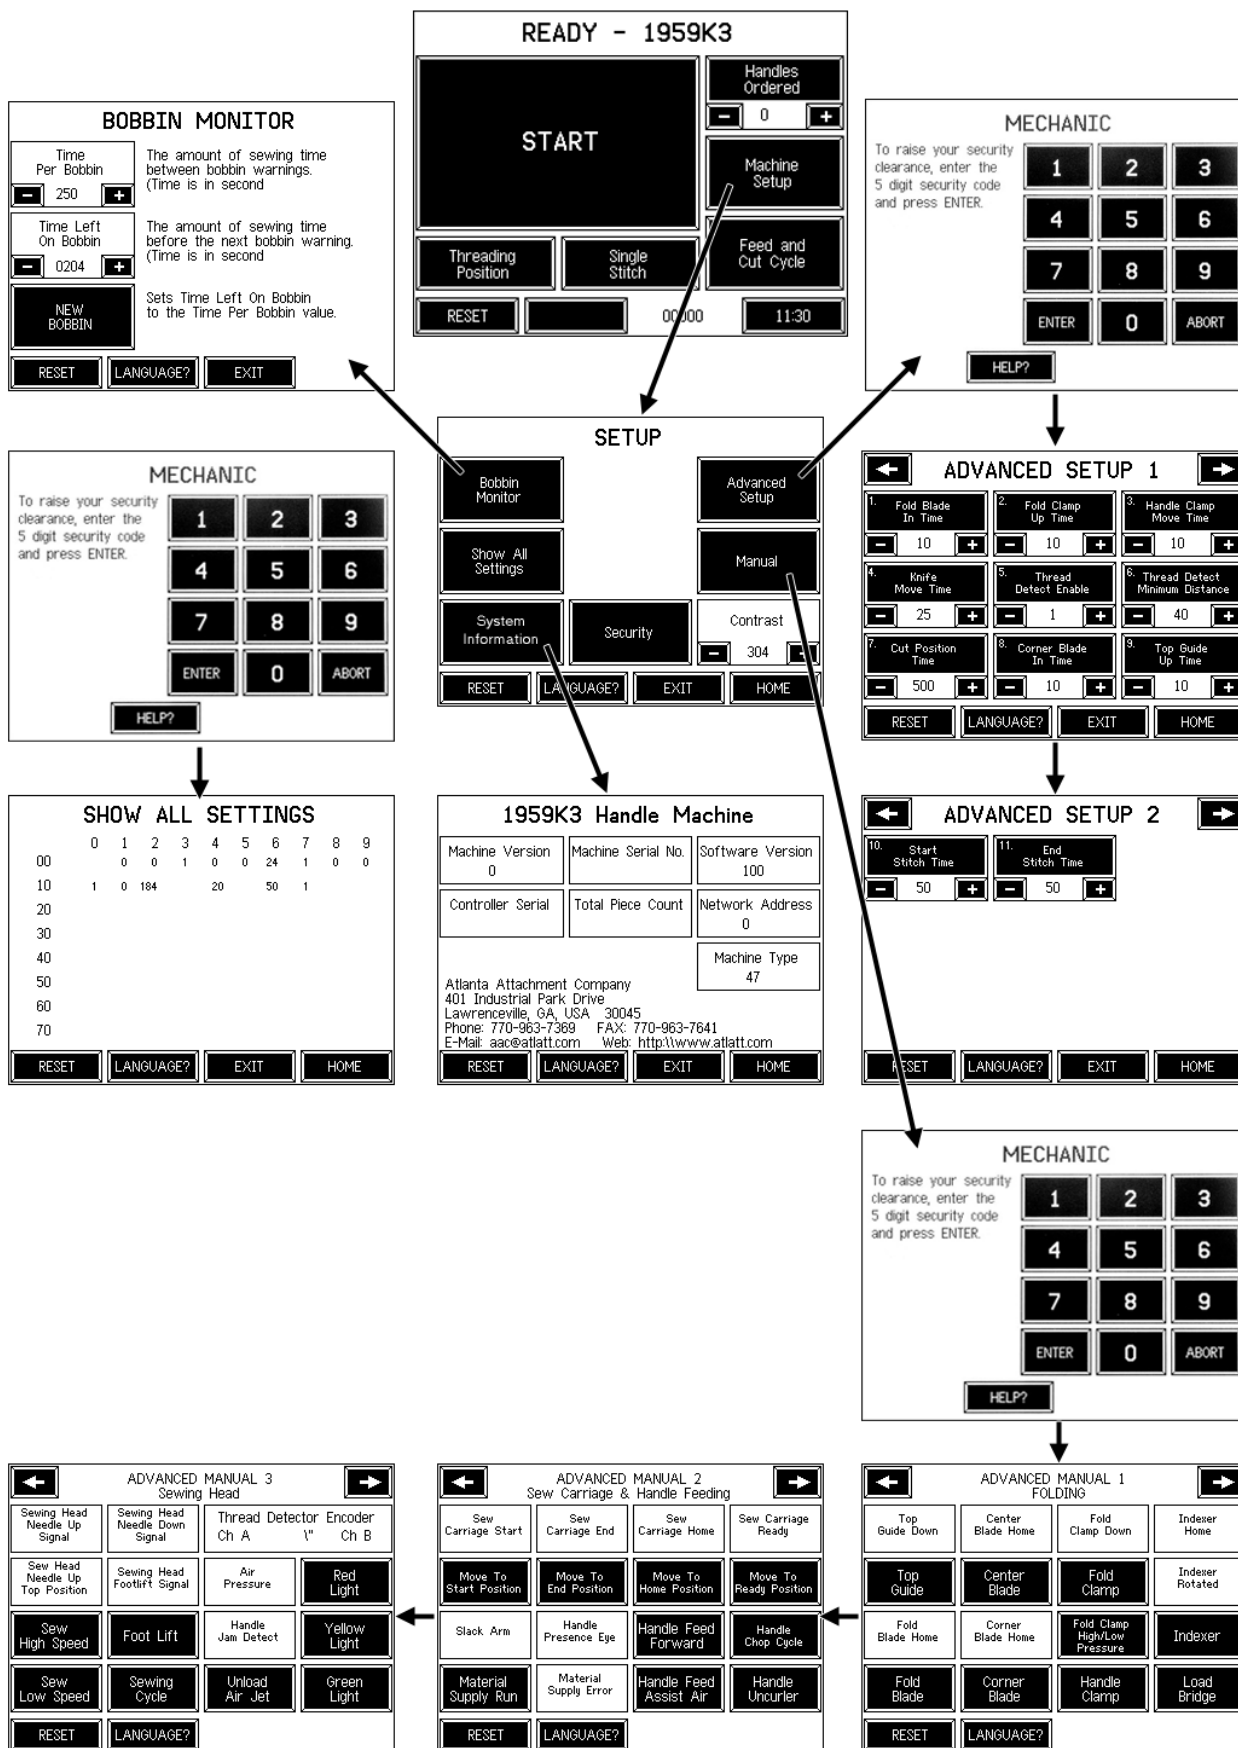 READY - 1959K3
START
Handles
Ordered
- 0 +
Machine
Setup
Threading
Position
Single
Stitch
Feed and
Cut Cycle
RESET
11:30
BOBBIN MONITOR
Time
Per Bobbin
- 250 +
The amount of sewing time
between bobbin warnings.
(Time is in second
Time Left
On Bobbin
- 0204 +
The amount of sewing time
before the next bobbin warning.
(Time is in second
NEW
BOBBIN
Sets Time Left On Bobbin
to the Time Per Bobbin value.
RESET LANGUAGE? EXIT
MECHANIC
To raise your security
clearance, enter the
5 digit security code
and press ENTER.
1 2 3
4 5 6
7 8 9
ENTER 0 ABORT
HELP?
SETUP
Bobbin
Monitor
Advanced
Setup
Show All
Settings
Manual
System
Information
Security
Contrast
- 304 +
RESET LANGUAGE? EXIT HOME
MECHANIC
To raise your security
clearance, enter the
5 digit security code
and press ENTER.
1 2 3
4 5 6
7 8 9
ENTER 0 ABORT
HELP?
ADVANCED SETUP 1
1. Fold Blade
In Time
- 10 +
2. Fold Clamp
Up Time
- 10 +
3. Handle Clamp
Move Time
- 10 +
4. Knife
Move Time
- 25 +
5. Thread
Detect Enable
- 1 +
6. Thread Detect
Minimum Distance
- 40 +
7. Cut Position
Time
- 500 +
8. Corner Blade
In Time
- 10 +
9. Top Guide
Up Time
- 10 +
RESET LANGUAGE? EXIT HOME
SHOW ALL SETTINGS
0 1 2 3 4 5 6 7 8 9
00 0 0 1 0 0 24 1 0 0
10 1 0 184 20 50 1
20
30
40
50
60
70
RESET LANGUAGE? EXIT HOME
1959K3 Handle Machine
Machine Version
0
Machine Serial No.
Software Version
100
Controller Serial
Total Piece Count
Network Address
0
Machine Type
47
Atlanta Attachment Company
401 Industrial Park Drive
Lawrenceville, GA, USA 30045
Phone: 770-963-7369 FAX: 770-963-7641
E-Mail: aac@atlatt.com Web: http:\\www.atlatt.com
RESET LANGUAGE? EXIT HOME
ADVANCED SETUP 2
10. Start
Stitch Time
- 50 +
11. End
Stitch Time
- 50 +
RESET LANGUAGE? EXIT HOME
MECHANIC
To raise your security
clearance, enter the
5 digit security code
and press ENTER.
1 2 3
4 5 6
7 8 9
ENTER 0 ABORT
HELP?
ADVANCED MANUAL 3
Sewing Head
Sewing Head
Needle Up
Signal
Sewing Head
Needle Down
Signal
Thread Detector Encoder
Ch A \" Ch B
Sew Head
Needle Up
Top Position
Sewing Head
Footlift Signal
Air
Pressure
Red
Light
Sew
High Speed
Foot Lift
Handle
Jam Detect
Yellow
Light
Sew
Low Speed
Sewing
Cycle
Unload
Air Jet
Green
Light
RESET LANGUAGE?
ADVANCED MANUAL 2
Sew Carriage & Handle Feeding
Sew
Carriage Start
Sew
Carriage End
Sew
Carriage Home
Sew Carriage
Ready
Move To
Start Position
Move To
End Position
Move To
Home Position
Move To
Ready Position
Slack Arm
Handle
Presence Eye
Handle Feed
Forward
Handle
Chop Cycle
Material
Supply Run
Material
Supply Error
Handle Feed
Assist Air
Handle
Uncurler
RESET LANGUAGE?
ADVANCED MANUAL 1
FOLDING
Top
Guide Down
Center
Blade Home
Fold
Clamp Down
Indexer
Home
Top
Guide
Center
Blade
Fold
Clamp
Indexer
Rotated
Fold
Blade Home
Corner
Blade Home
Fold Clamp
High/Low
Pressure
Indexer
Fold
Blade
Corner
Blade
Handle
Clamp
Load
Bridge
RESET LANGUAGE?